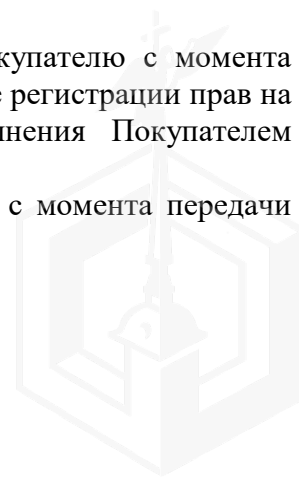 купателю с момента
е регистрации прав на
нения Покупателем
с момента передачи